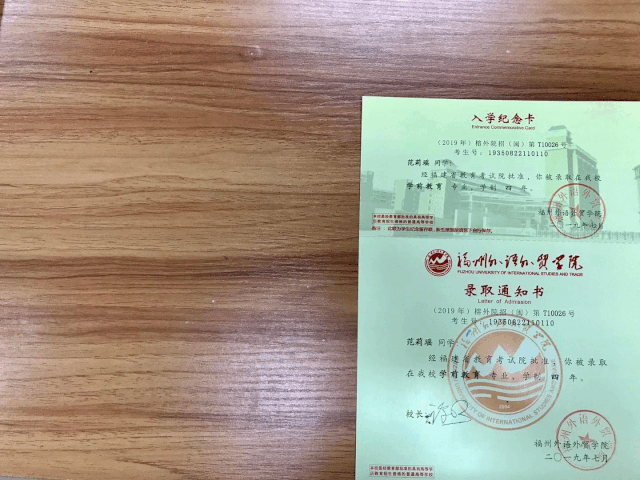 入学纪念卡
Entrance Commemorative Card
（2019年）榕外院招（闽）第T10026号
考生号：19350822110110
范莉瑶 同学：
经福建省教育考试院批准，你被录取在我校
学前教育 专业，学制 四 年。
福州外语外贸学院
二〇一九年七月
福州外语外贸学院
FUZHOU UNIVERSITY OF INTERNATIONAL STUDIES AND TRADE
录取通知书
Letter of Admission
（2019年）榕外院招（闽）第T10026号
考生号：19350822110110
范莉瑶 同学：
经福建省教育考试院批准，你被录取
在我校学前教育 专业，学制 四 年。
校长：
福州外语外贸学院
二〇一九年七月